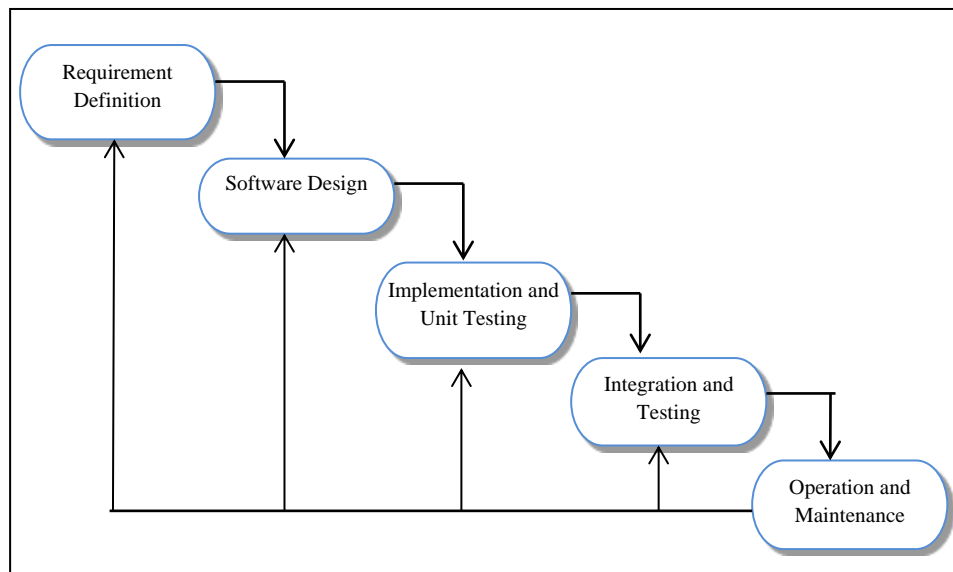 Requirement
Definition
Software Design
Implementation and
Unit Testing
Integration and
Testing
Operation and
Maintenance